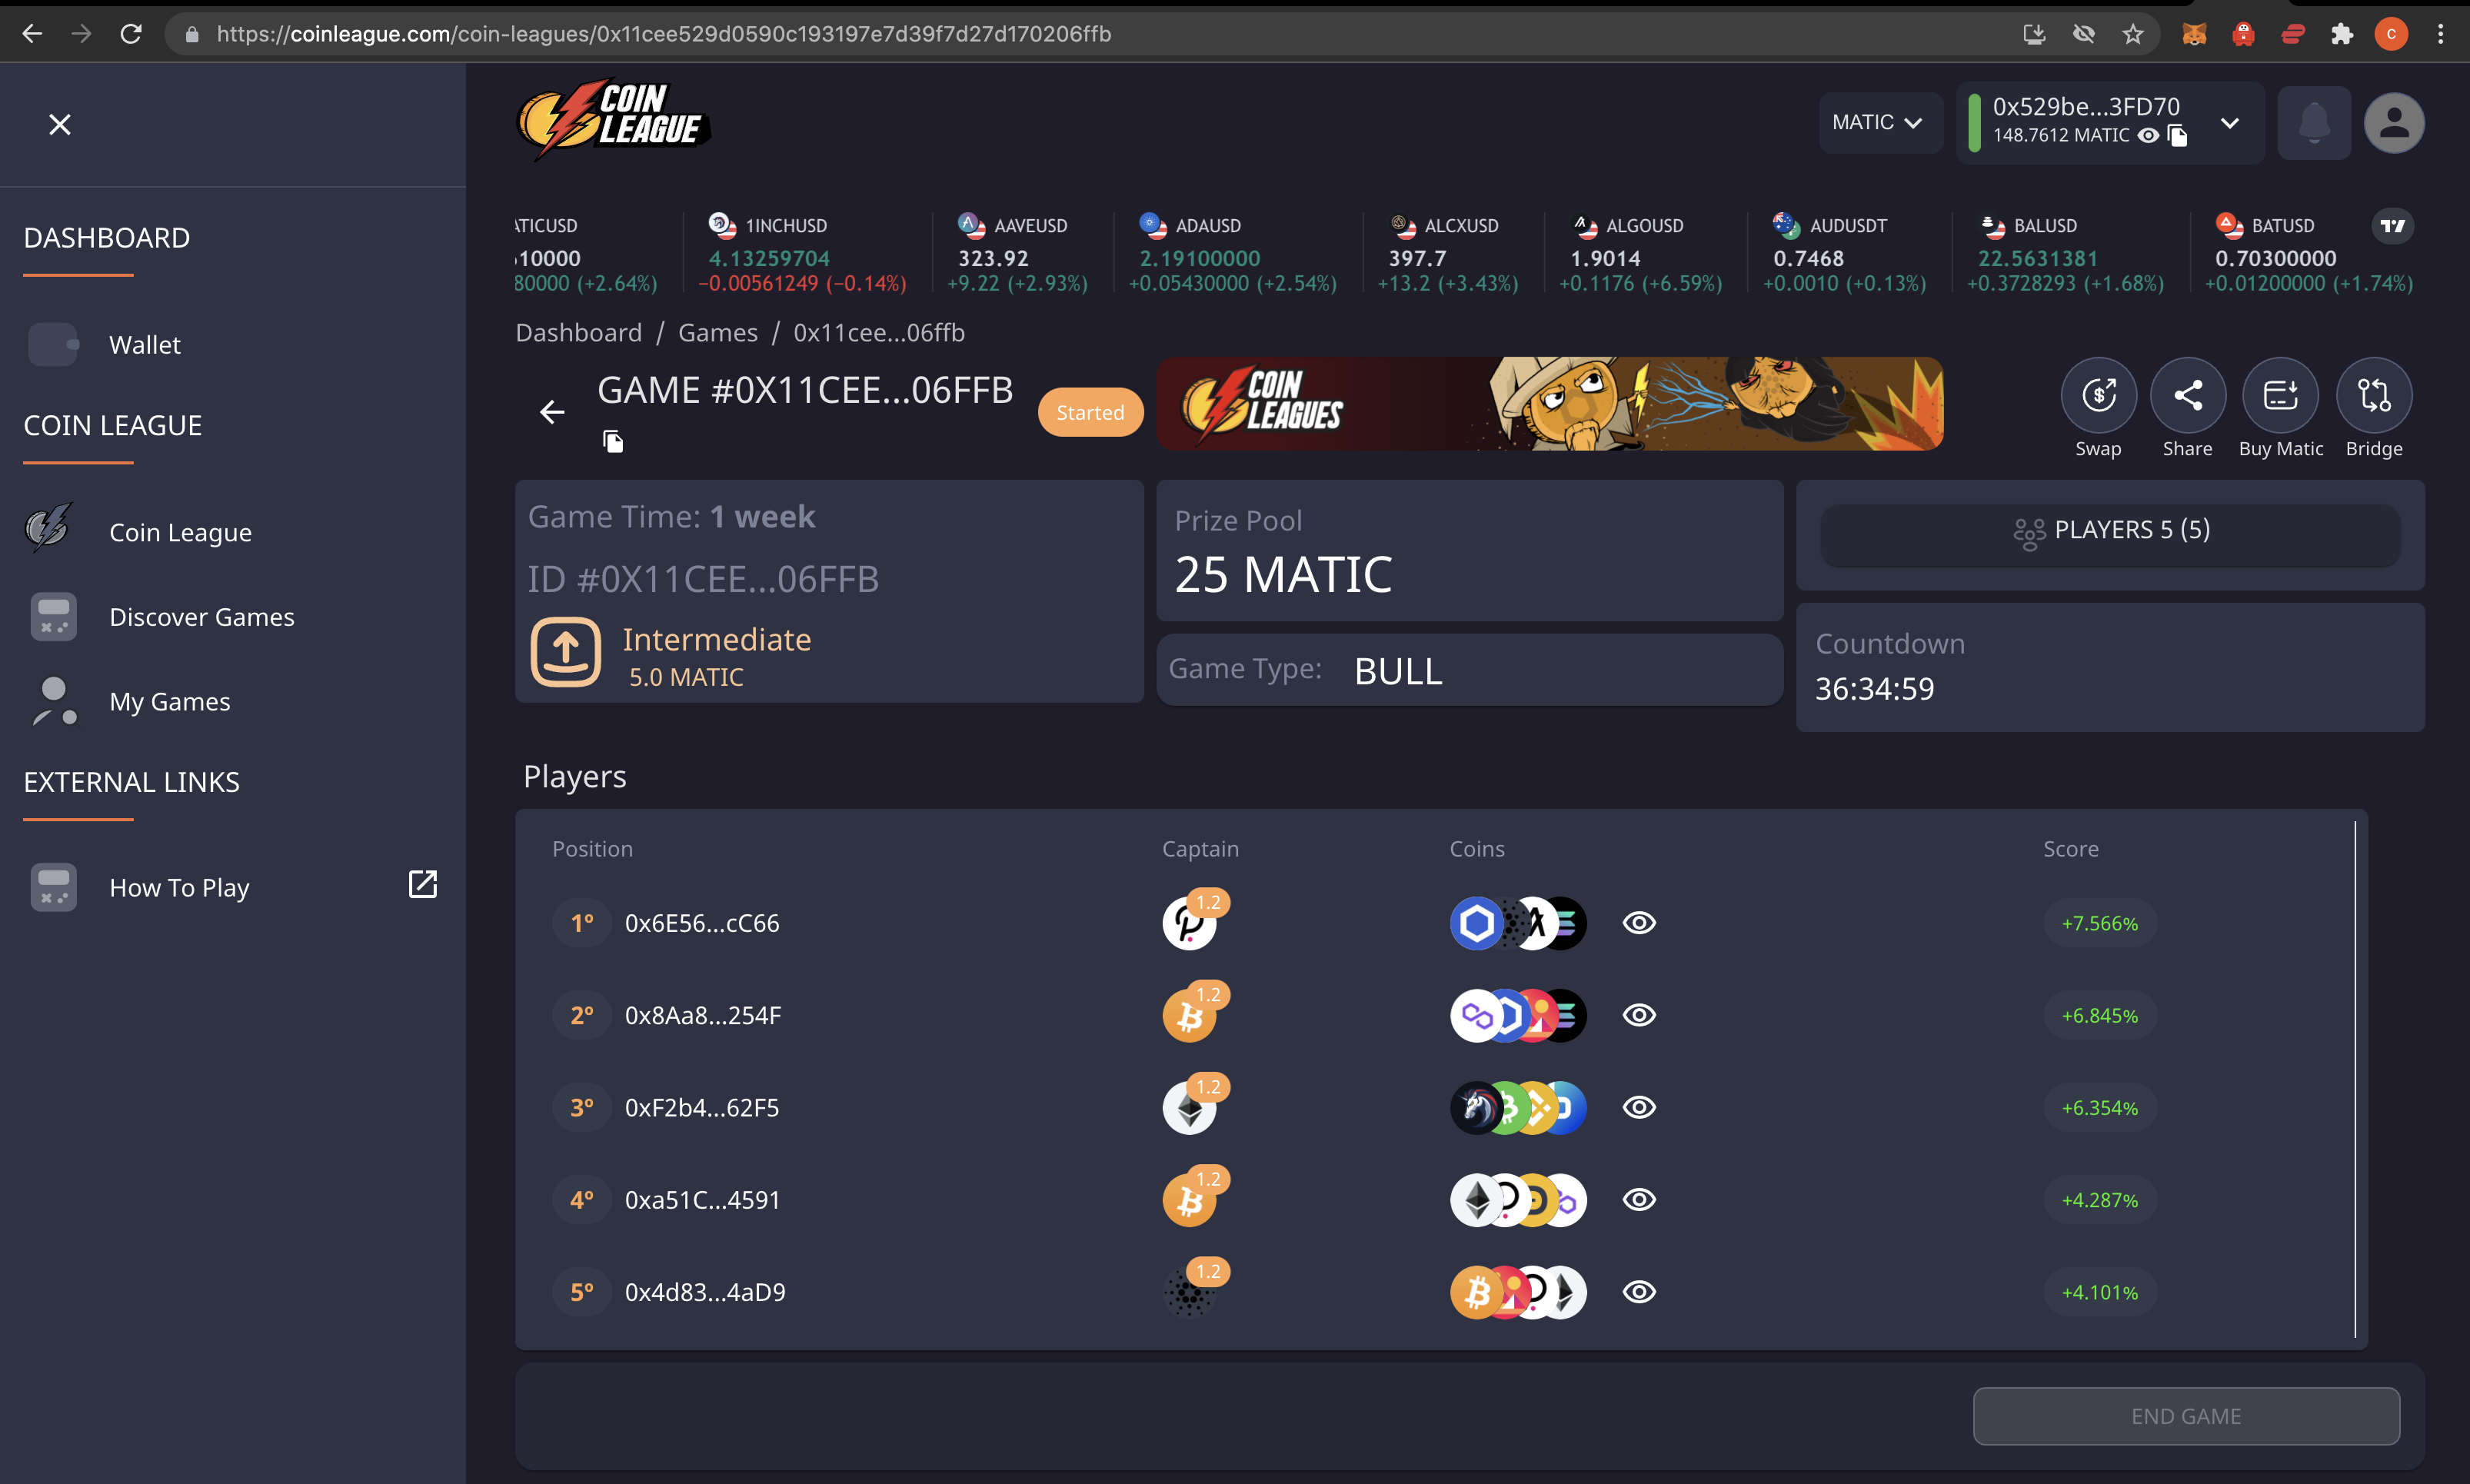 https://coinleague.com/coin-leagues/0x11cee529d0590c193197e7d39f7d27d170206ffb
C
COIN LEAGUE
MATIC
0x529be...3FD70
148.7612 MATIC
DASHBOARD
Wallet
COIN LEAGUE
Coin League
Discover Games
My Games
EXTERNAL LINKS
How To Play
ATICUSD
10000
80000 (+2.64%)
1INCHUSD
4.13259704
−0.00561249 (−0.14%)
AAVEUSD
323.92
+9.22 (+2.93%)
ADAUSD
2.19100000
+0.05430000 (+2.54%)
ALCXUSD
397.7
+13.2 (+3.43%)
ALGOUSD
1.9014
+0.1176 (+6.59%)
AUDUSDT
0.7468
+0.0010 (+0.13%)
BALUSD
22.5631381
+0.3728293 (+1.68%)
BATUSD
0.70300000
+0.01200000 (+1.74%)
Dashboard / Games / 0x11cee...06ffb
GAME #0X11CEE...06FFB
Started
COIN LEAGUES
Swap
Share
Buy Matic
Bridge
Game Time: 1 week
ID #0X11CEE...06FFB
Intermediate
5.0 MATIC
Prize Pool
25 MATIC
Game Type: BULL
PLAYERS 5 (5)
Countdown
36:34:59
Players
Position Captain Coins Score
1º 0x6E56...cC66 1.2 +7.566%
2º 0x8Aa8...254F 1.2 +6.845%
3º 0xF2b4...62F5 1.2 +6.354%
4º 0xa51C...4591 1.2 +4.287%
5º 0x4d83...4aD9 1.2 +4.101%
END GAME